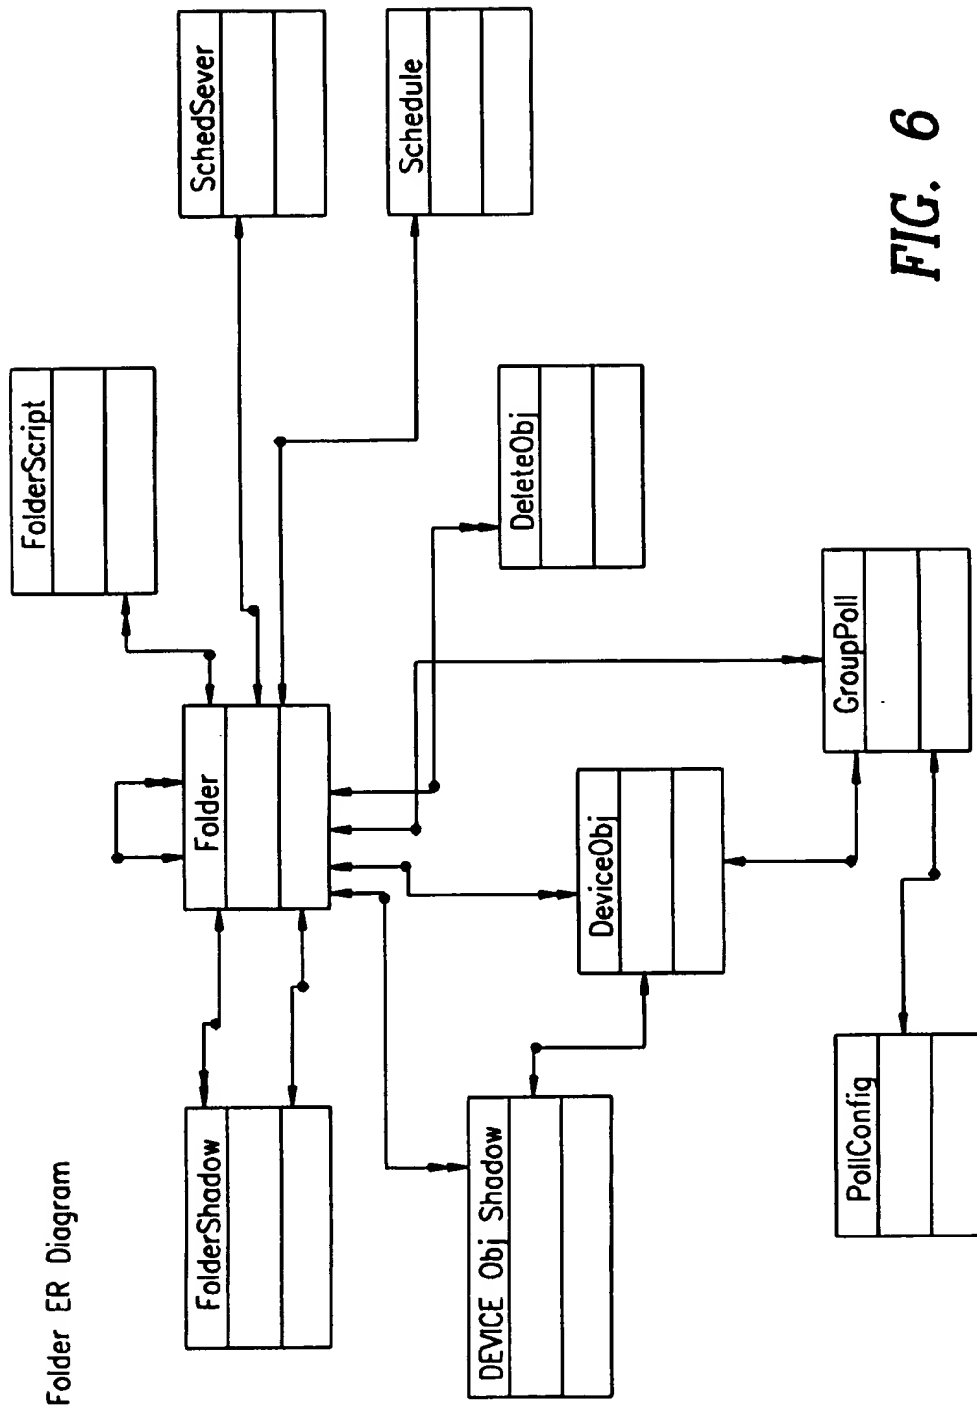 Folder ER Diagram
FolderScript
FolderShadow
Folder
SchedSever
Schedule
DEVICE Obj Shadow
DeleteObj
DeviceObj
PollConfig
GroupPoll
FIG. 6